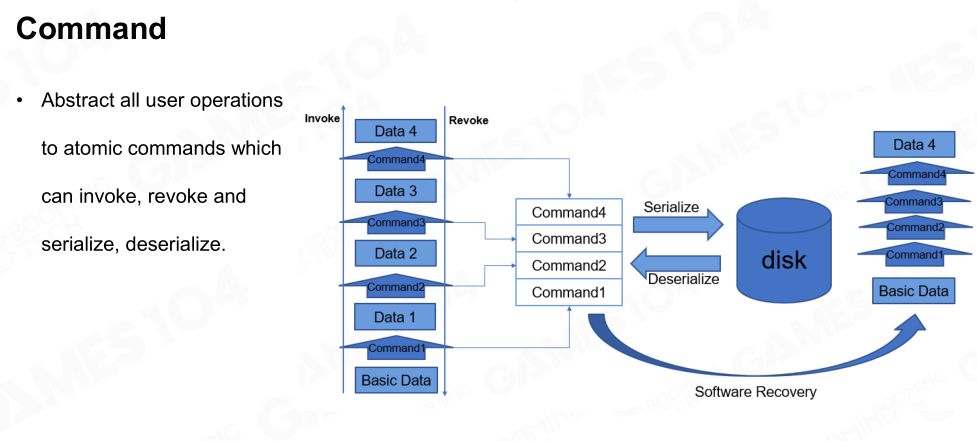 Command
• Abstract all user operations
to atomic commands which
can invoke, revoke and
serialize, deserialize.
Invoke
Revoke
Data 4
Command4
Data 3
Command3
Data 2
Command2
Data 1
Command1
Basic Data
Command4
Command3
Command2
Command1
Serialize
Deserialize
disk
Data 4
Command4
Command3
Command2
Command1
Basic Data
Software Recovery
GAMES 104